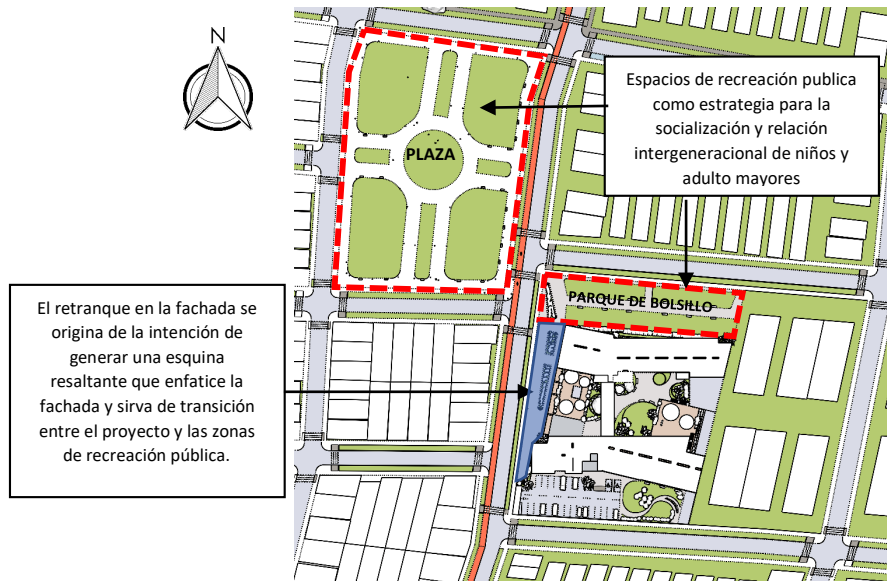 N
Espacios de recreación publica
como estrategia para la
socialización y relación
intergeneracional de niños y
adulto mayores
PLAZA
PARQUE DE BOLSILLO
El retranque en la fachada se
origina de la intención de
generar una esquina
resaltante que enfatice la
fachada y sirva de transición
entre el proyecto y las zonas
de recreación pública.